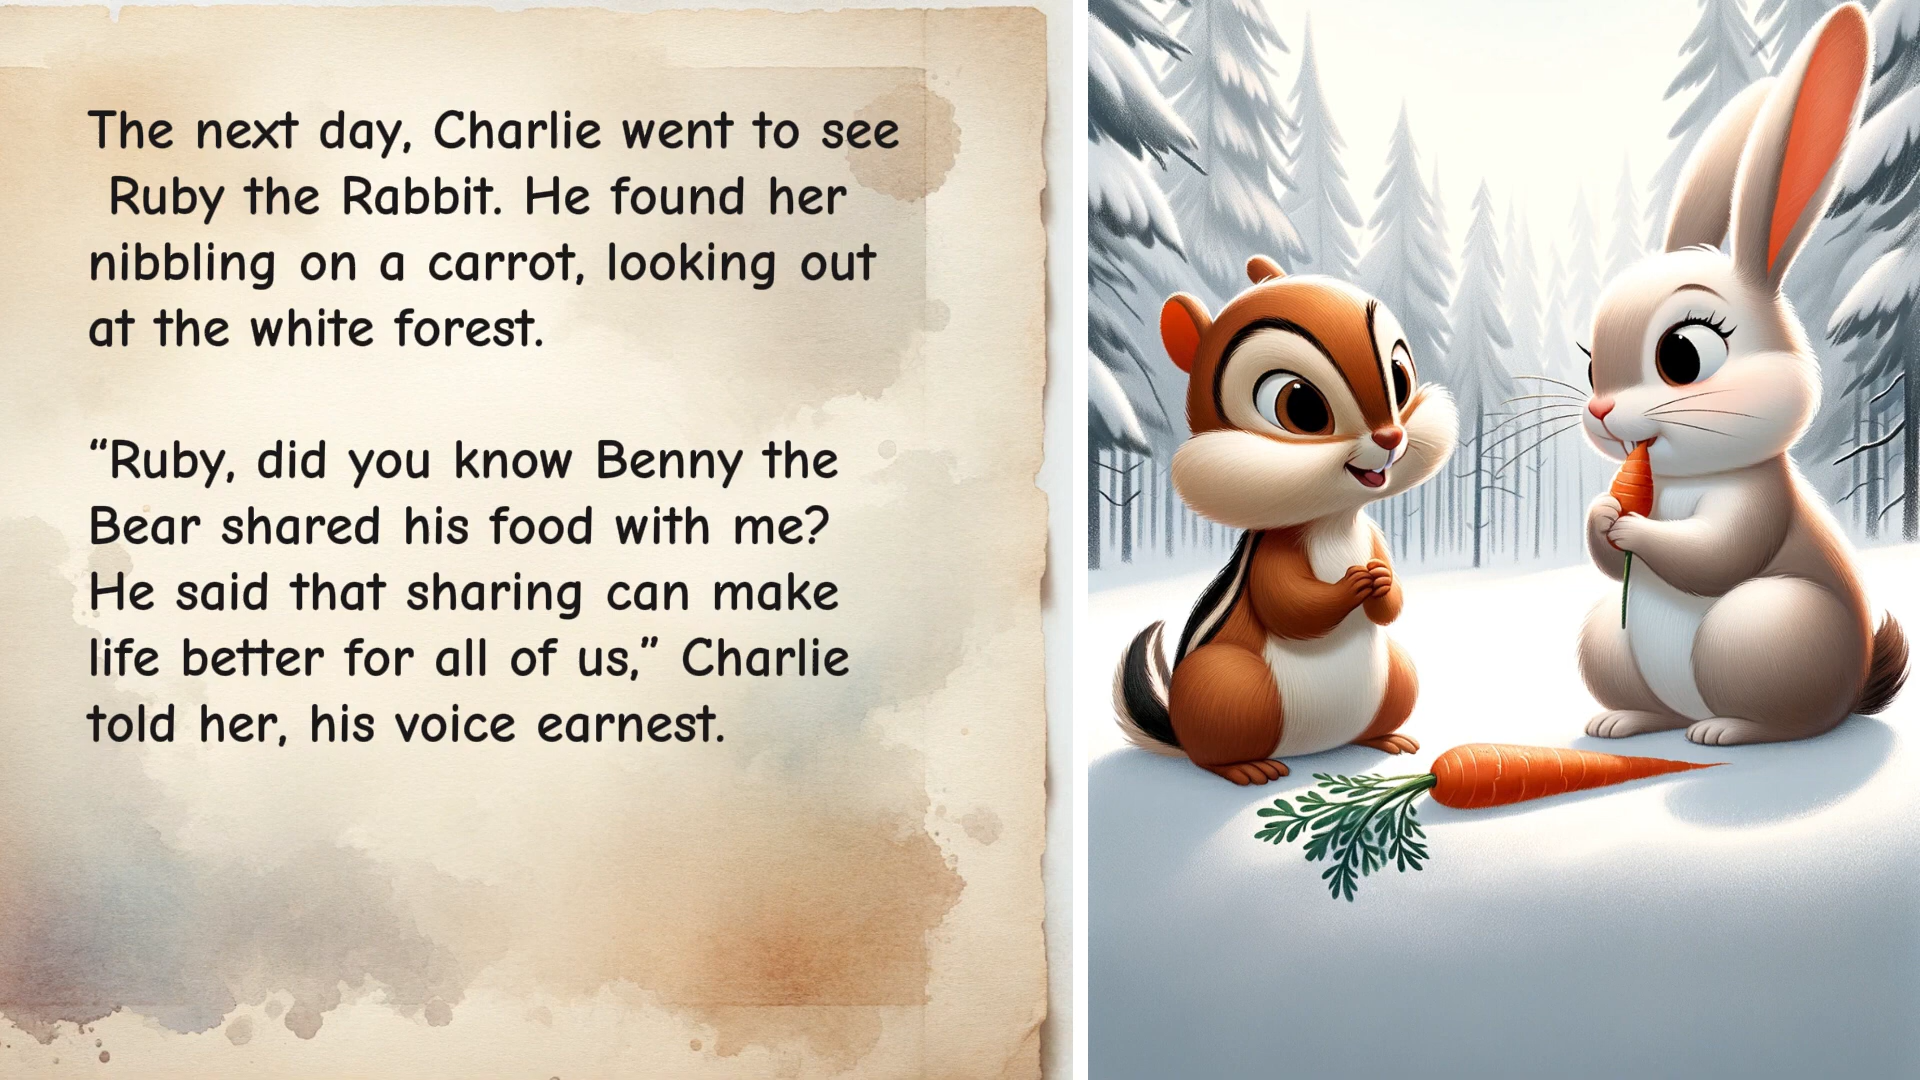 The next day, Charlie went to see
Ruby the Rabbit. He found her
nibbling on a carrot, looking out
at the white forest.
“Ruby, did you know Benny the
Bear shared his food with me?
He said that sharing can make
life better for all of us,” Charlie
told her, his voice earnest.